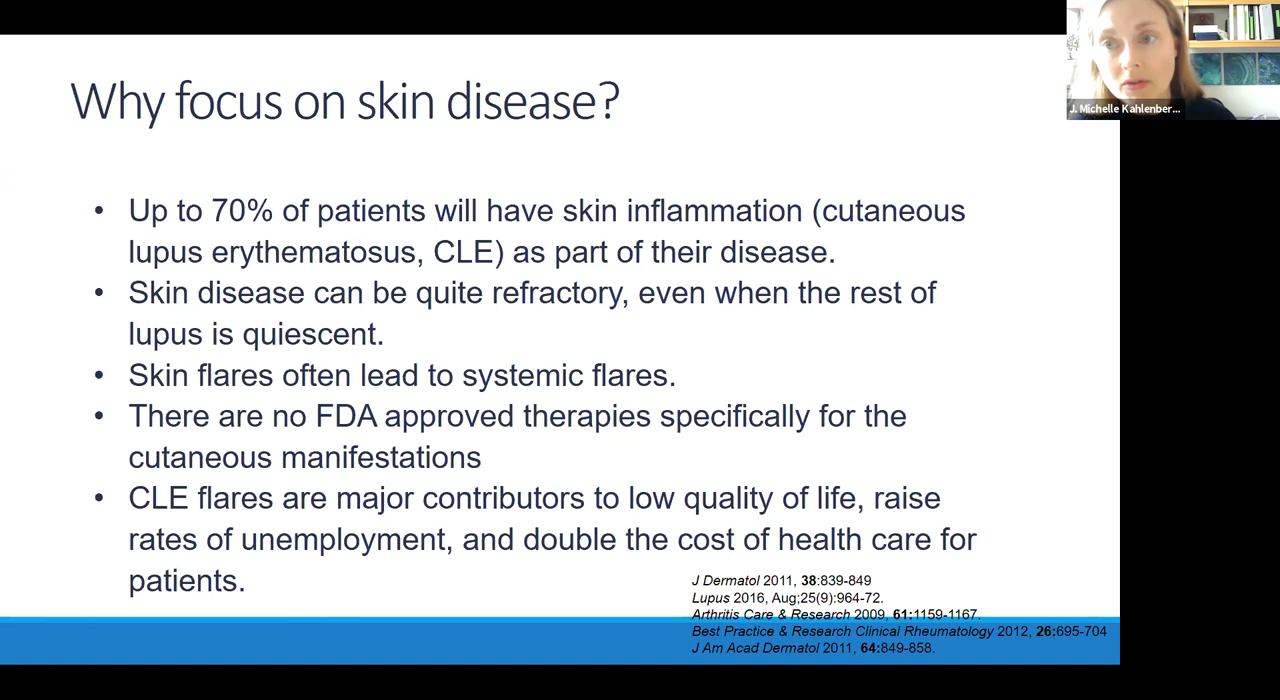 Why focus on skin disease?
J. Michelle Kahlenber...
• Up to 70% of patients will have skin inflammation (cutaneous
lupus erythematosus, CLE) as part of their disease.
• Skin disease can be quite refractory, even when the rest of
lupus is quiescent.
• Skin flares often lead to systemic flares.
• There are no FDA approved therapies specifically for the
cutaneous manifestations
• CLE flares are major contributors to low quality of life, raise
rates of unemployment, and double the cost of health care for
patients.
J Dermatol 2011, 38:839-849
Lupus 2016, Aug;25(9):964-72.
Arthritis Care & Research 2009, 61:1159-1167.
Best Practice & Research Clinical Rheumatology 2012, 26:695-704
J Am Acad Dermatol 2011, 64:849-858.